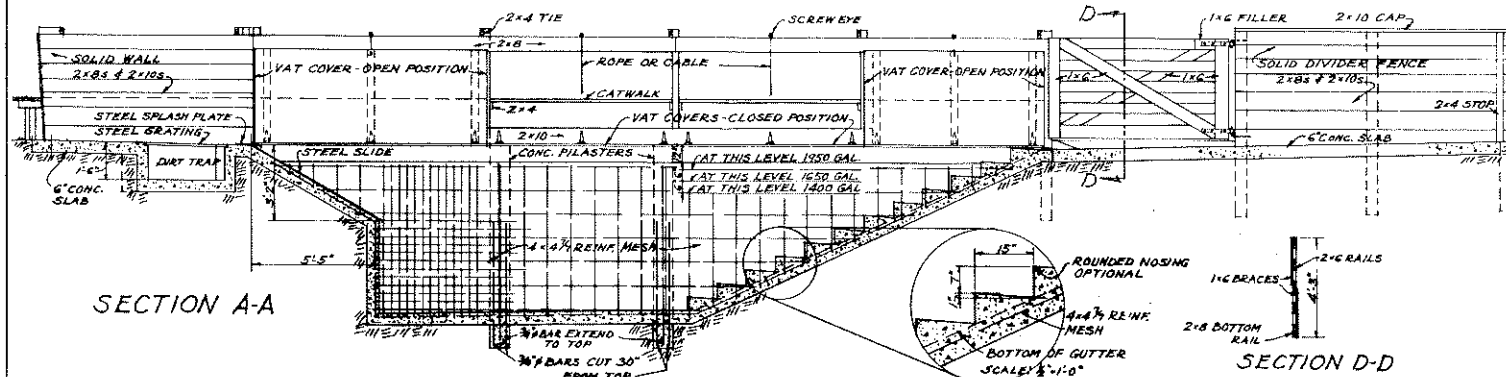 2×4 TIE
SCREW EYE
D
1×6 FILLER
2×10 CAP
2×8
SOLID WALL
2×8s & 2×10s
VAT COVER-OPEN POSITION
ROPE OR CABLE
VAT COVER-OPEN POSITION
1×6
1×6
SOLID DIVIDER FENCE
2×8s & 2×10s
CATWALK
2×4
2×4 STOP
STEEL SPLASH PLATE
VAT COVERS-CLOSED POSITION
STEEL GRATING
2×10
6" CONC. SLAB
DIRT TRAP
STEEL SLIDE
CONC. PILASTERS
AT THIS LEVEL 1950 GAL.
AT THIS LEVEL 1650 GAL.
AT THIS LEVEL 1400 GAL.
1'-6"
6" CONC.
SLAB
D
5'-5"
REINF. MESH
15"
ROUNDED NOSING
OPTIONAL
REINF.
MESH
BOTTOM OF GUTTER
2×6 RAILS
1×6 BRACES
4'-3"
2×8 BOTTOM
RAIL
SECTION A-A
BAR EXTEND
TO TOP
BARS CUT 30"
FROM TOP
SECTION D-D